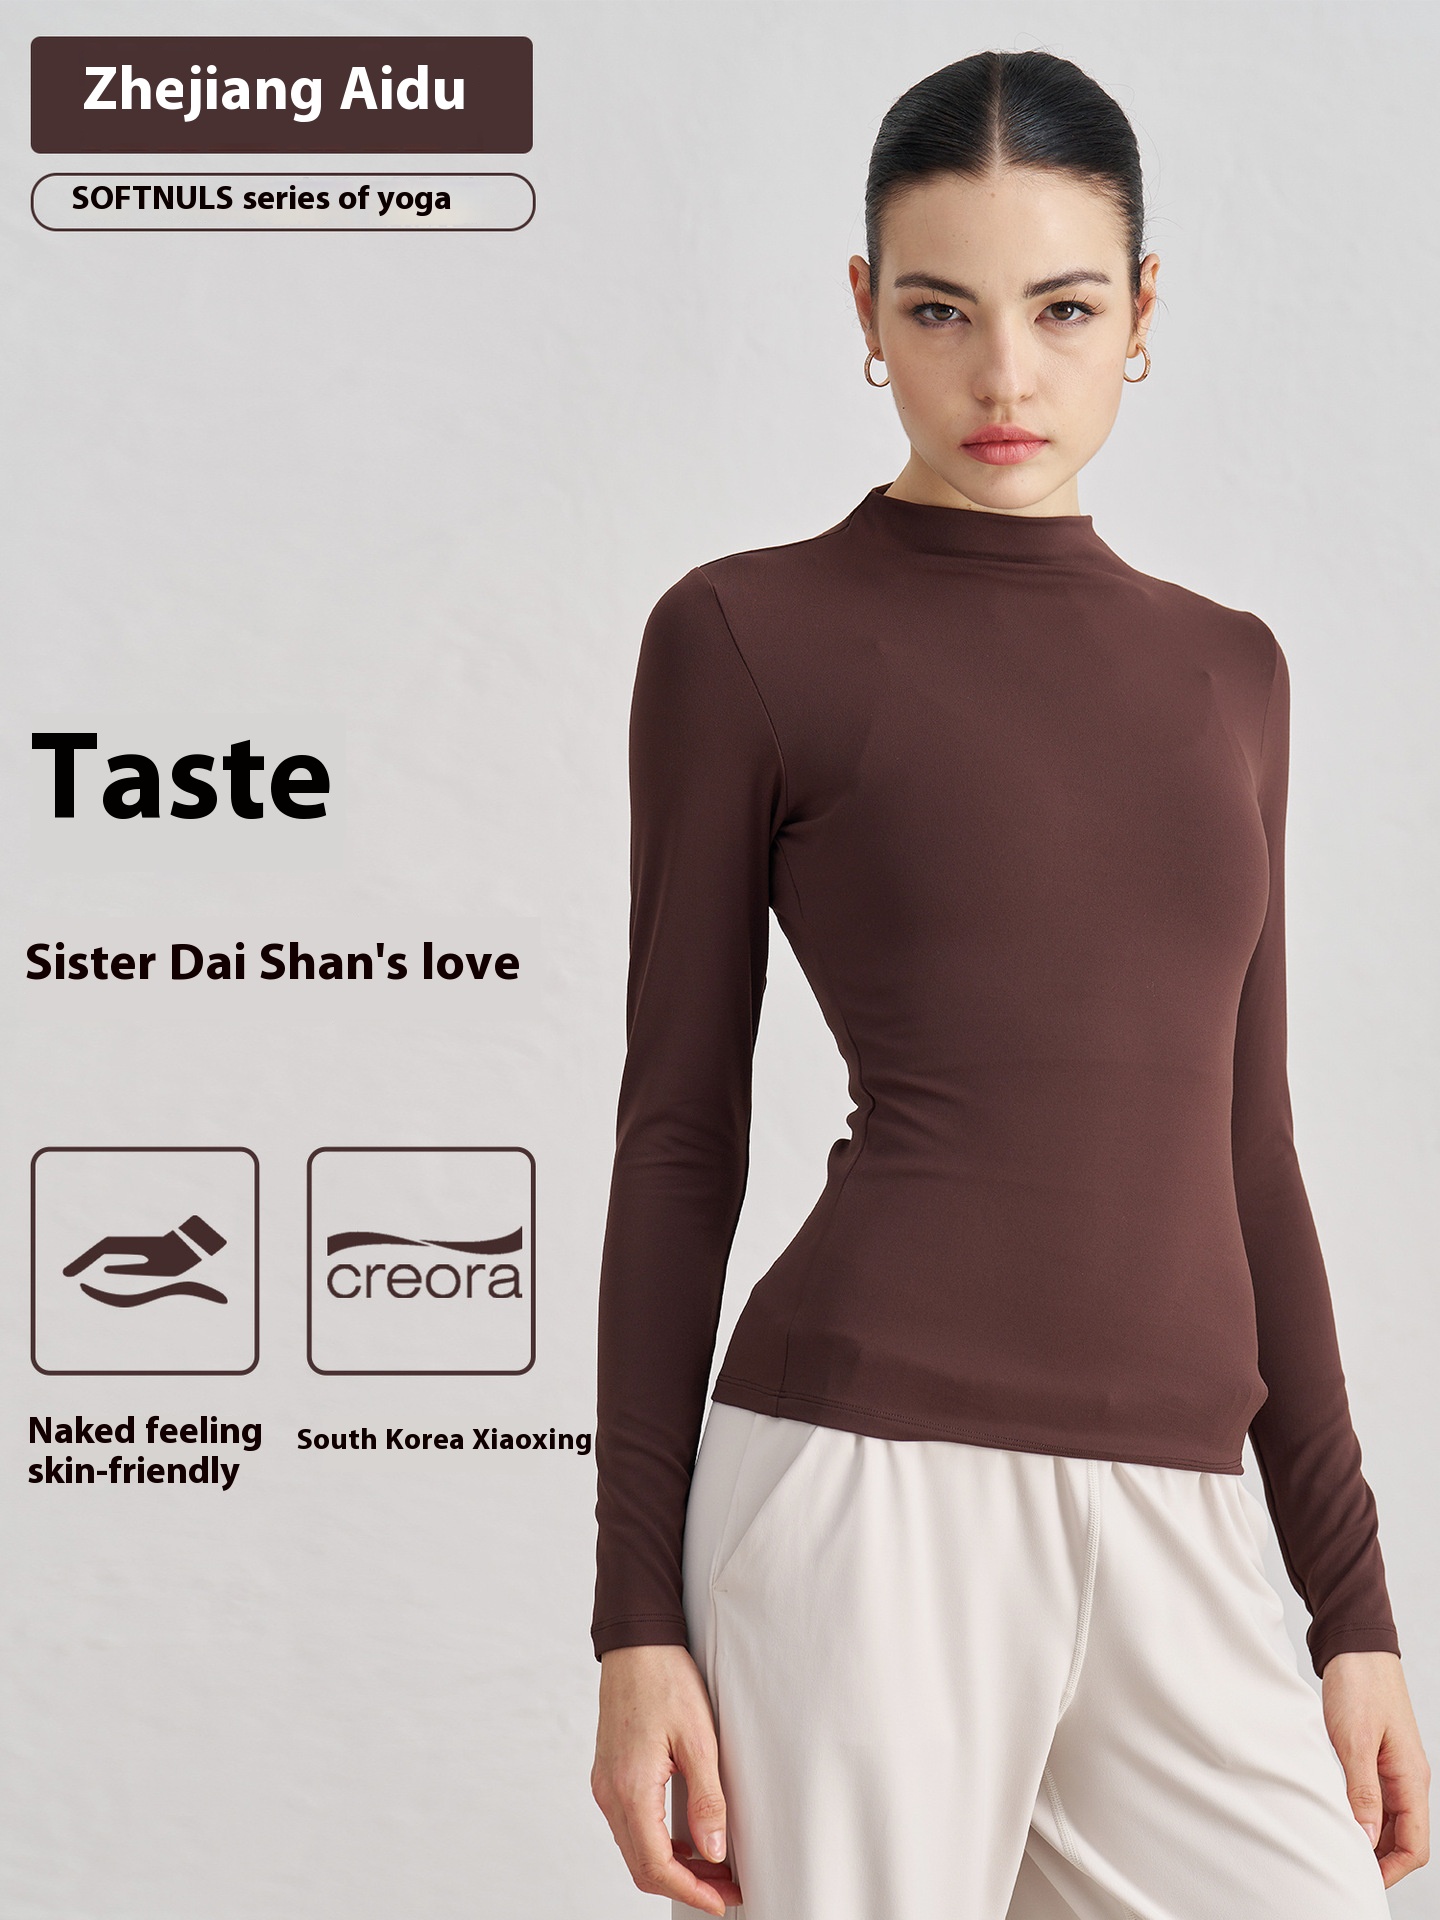 Zhejiang Aidu
SOFTNULS series of yoga
Taste
Sister Dai Shan's love
creora
Naked feeling
skin-friendly
South Korea Xiaoxing